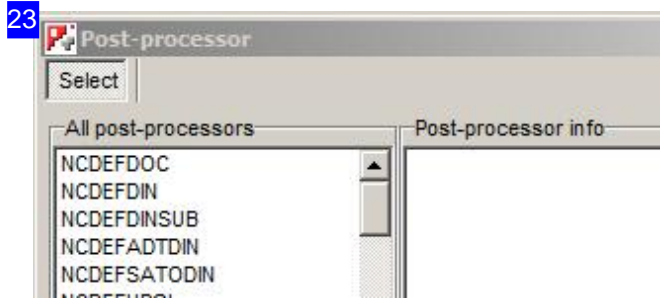 23
Post-processor
Select
All post-processors
Post-processor info
NCDEFDOC
NCDEFDIN
NCDEFDINSUB
NCDEFADTDIN
NCDEFSATODIN